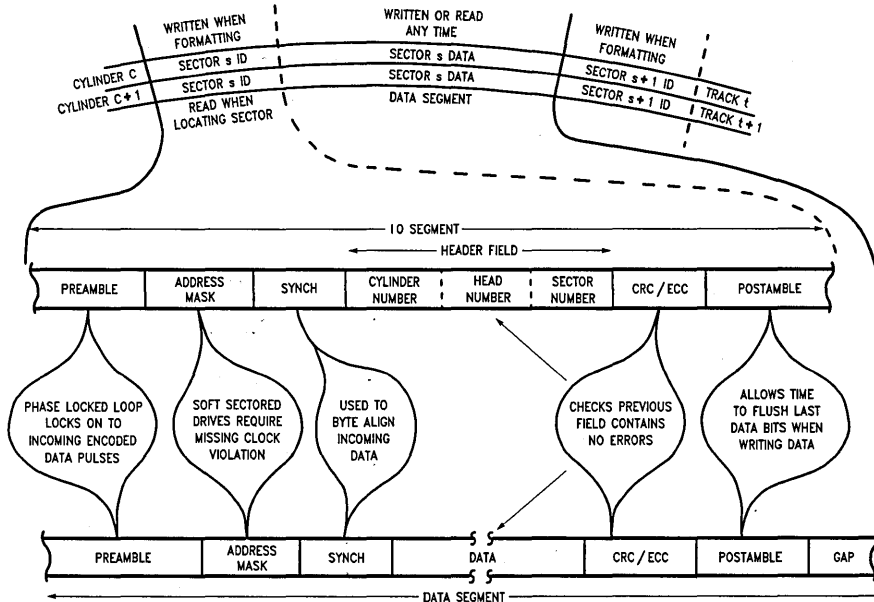 WRITTEN WHEN
FORMATTING
WRITTEN OR READ
ANY TIME
WRITTEN WHEN
FORMATTING
CYLINDER C
SECTOR s ID
SECTOR s DATA
SECTOR s+1 ID
TRACK t
CYLINDER C+1
SECTOR s ID
SECTOR s DATA
SECTOR s+1 ID
TRACK t+1
READ WHEN
LOCATING SECTOR
DATA SEGMENT
IO SEGMENT
HEADER FIELD
PREAMBLE
ADDRESS
MASK
SYNCH
CYLINDER
NUMBER
HEAD
NUMBER
SECTOR
NUMBER
CRC/ECC
POSTAMBLE
PHASE LOCKED LOOP
LOCKS ON TO
INCOMING ENCODED
DATA PULSES
SOFT SECTORED
DRIVES REQUIRE
MISSING CLOCK
VIOLATION
USED TO
BYTE ALIGN
INCOMING
DATA
CHECKS PREVIOUS
FIELD CONTAINS
NO ERRORS
ALLOWS TIME
TO FLUSH LAST
DATA BITS WHEN
WRITING DATA
PREAMBLE
ADDRESS
MASK
SYNCH
DATA
CRC/ECC
POSTAMBLE
GAP
DATA SEGMENT